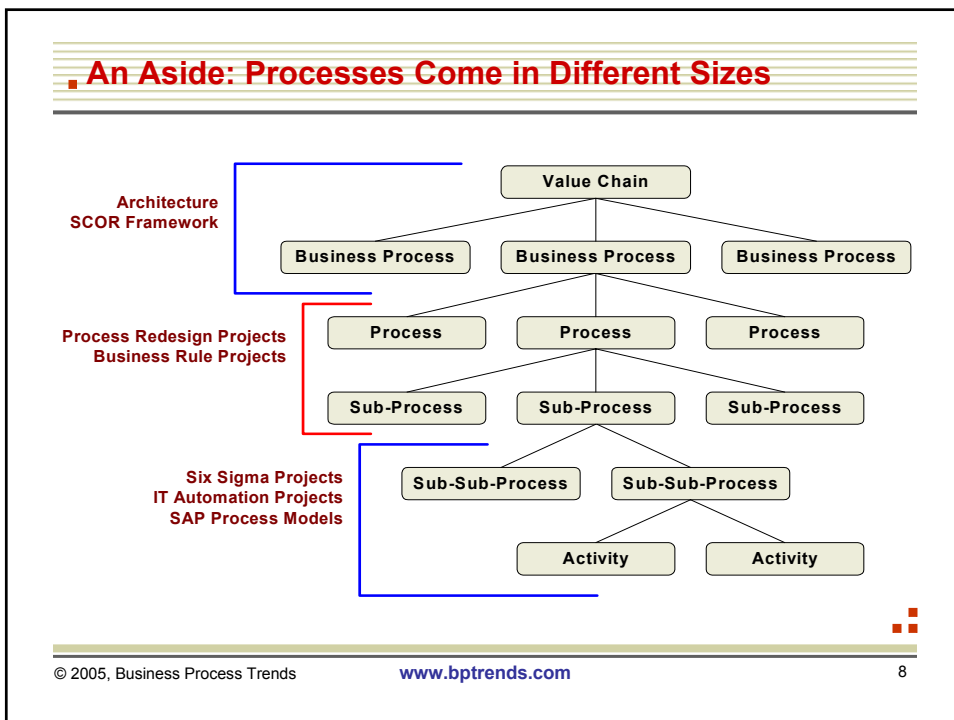 An Aside: Processes Come in Different Sizes
Value Chain
Architecture
SCOR Framework
Business Process Business Process Business Process
Process Redesign Projects
Business Rule Projects
Process Process Process
Sub-Process Sub-Process Sub-Process
Six Sigma Projects
IT Automation Projects
SAP Process Models
Sub-Sub-Process Sub-Sub-Process
Activity Activity
© 2005, Business Process Trends www.bptrends.com 8